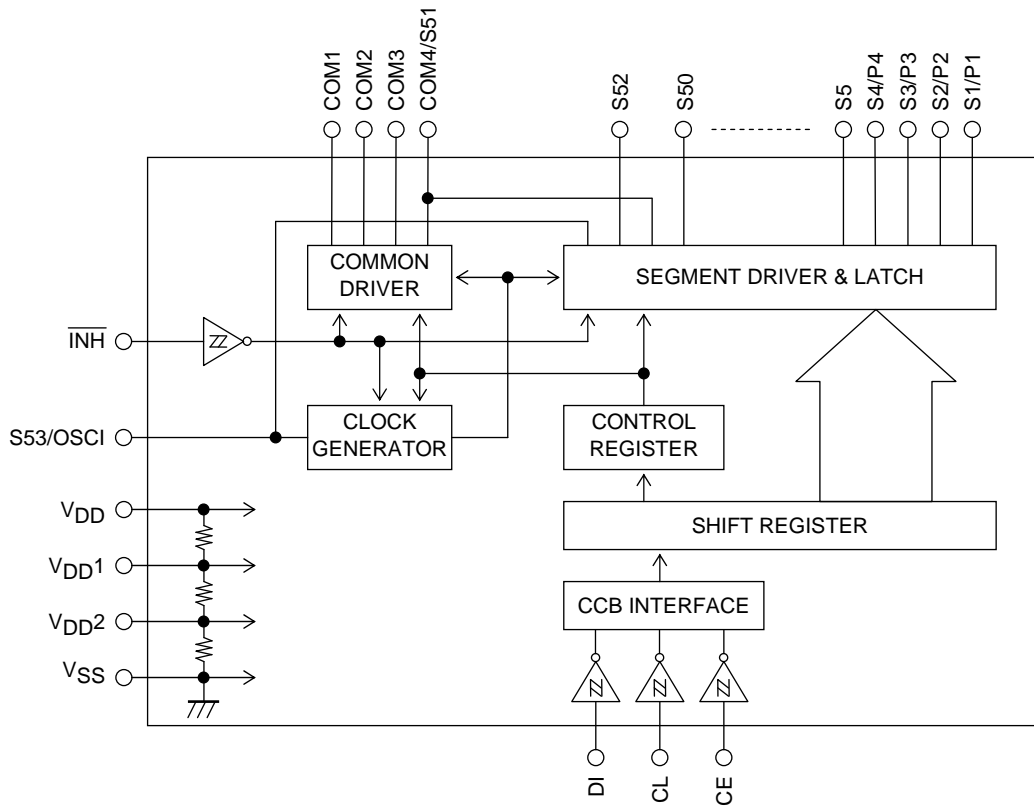 COM1
COM2
COM3
COM4/S51
S52
S50
S5
S4/P4
S3/P3
S2/P2
S1/P1
COMMON
DRIVER
SEGMENT DRIVER & LATCH
INH
S53/OSCI
CLOCK
GENERATOR
CONTROL
REGISTER
VDD
SHIFT REGISTER
VDD1
CCB INTERFACE
VDD2
VSS
DI
CL
CE